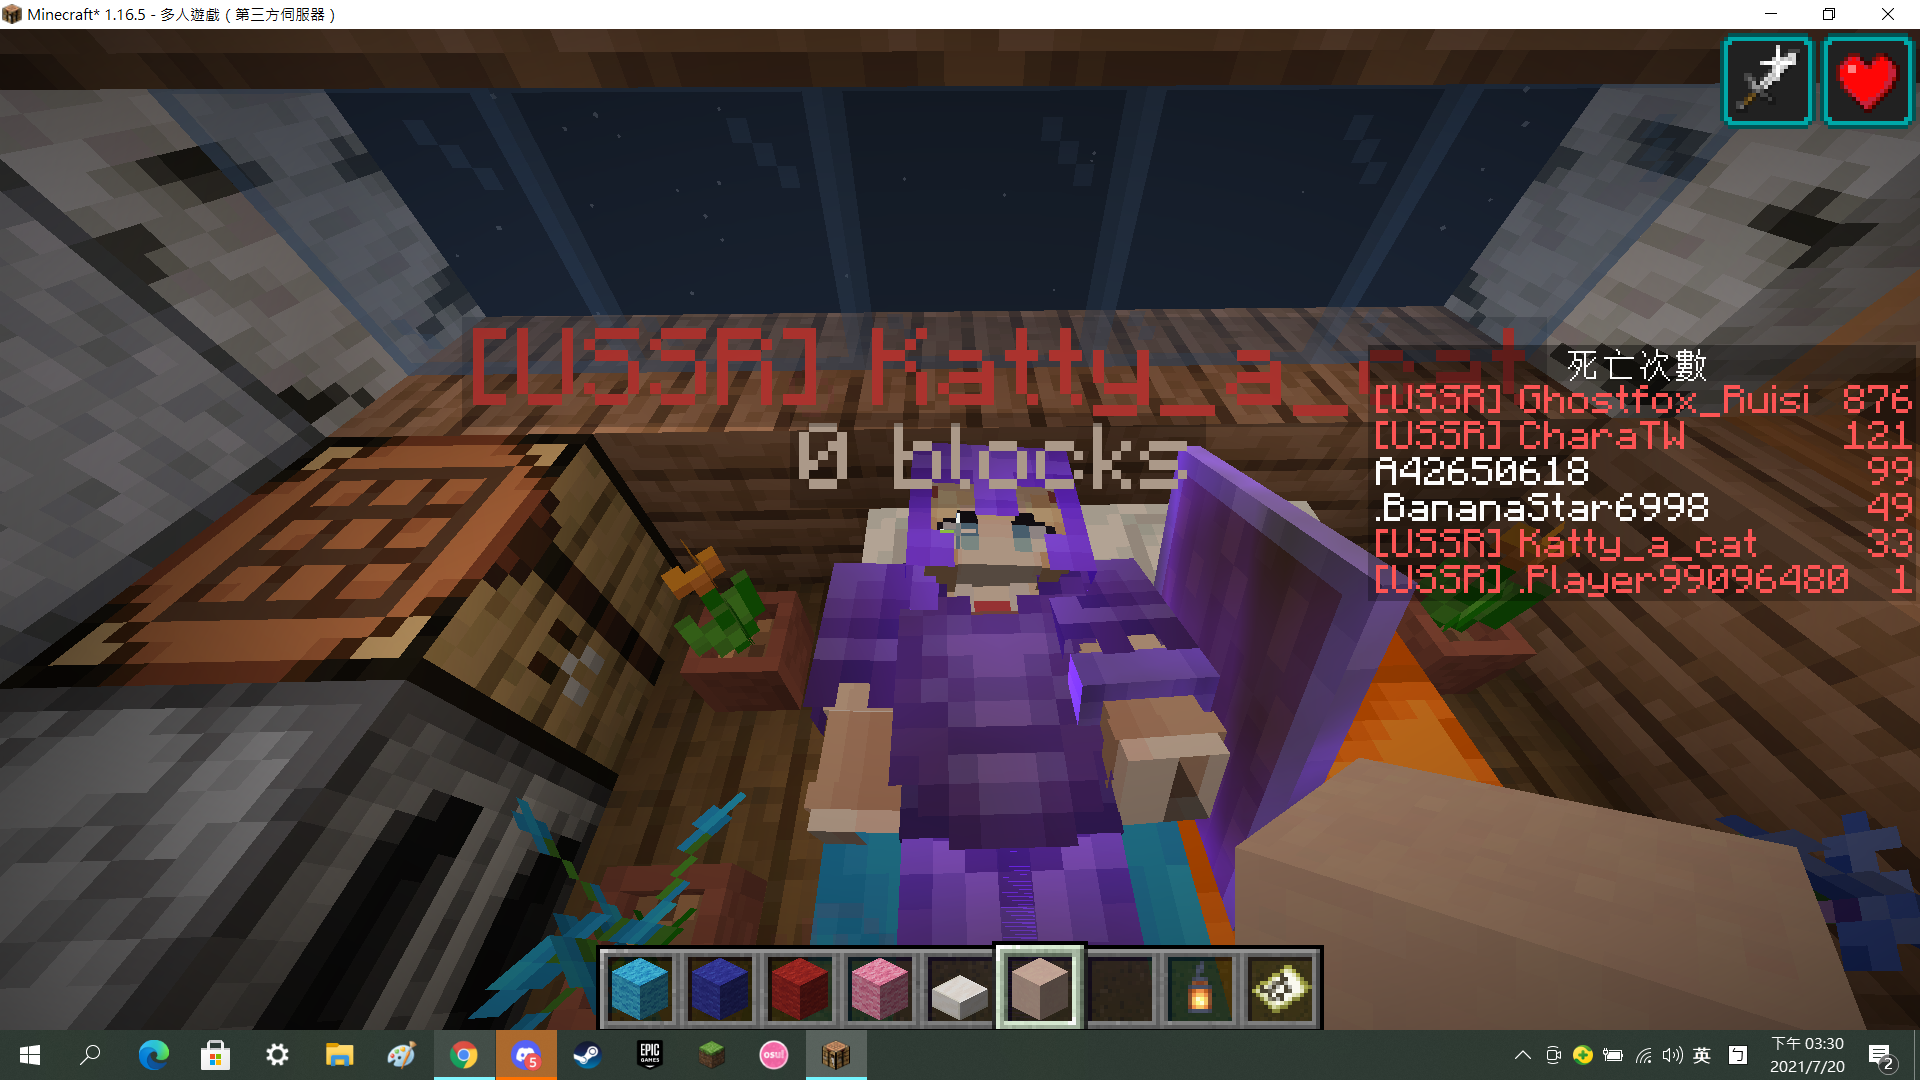 Minecraft* 1.16.5 - 多人遊戲（第三方伺服器）
[USSR] Katty_a_cat
0 blocks
死亡次數
[USSR] Ghostfox_Ruisi 876
[USSR] CharaTW 121
A42650618 99
.BananaStar6998 49
[USSR] Katty_a_cat 33
[USSR] .Player99096480 1
5
EPIC
GAMES
osu!
英
下午 03:30
2021/7/20
2